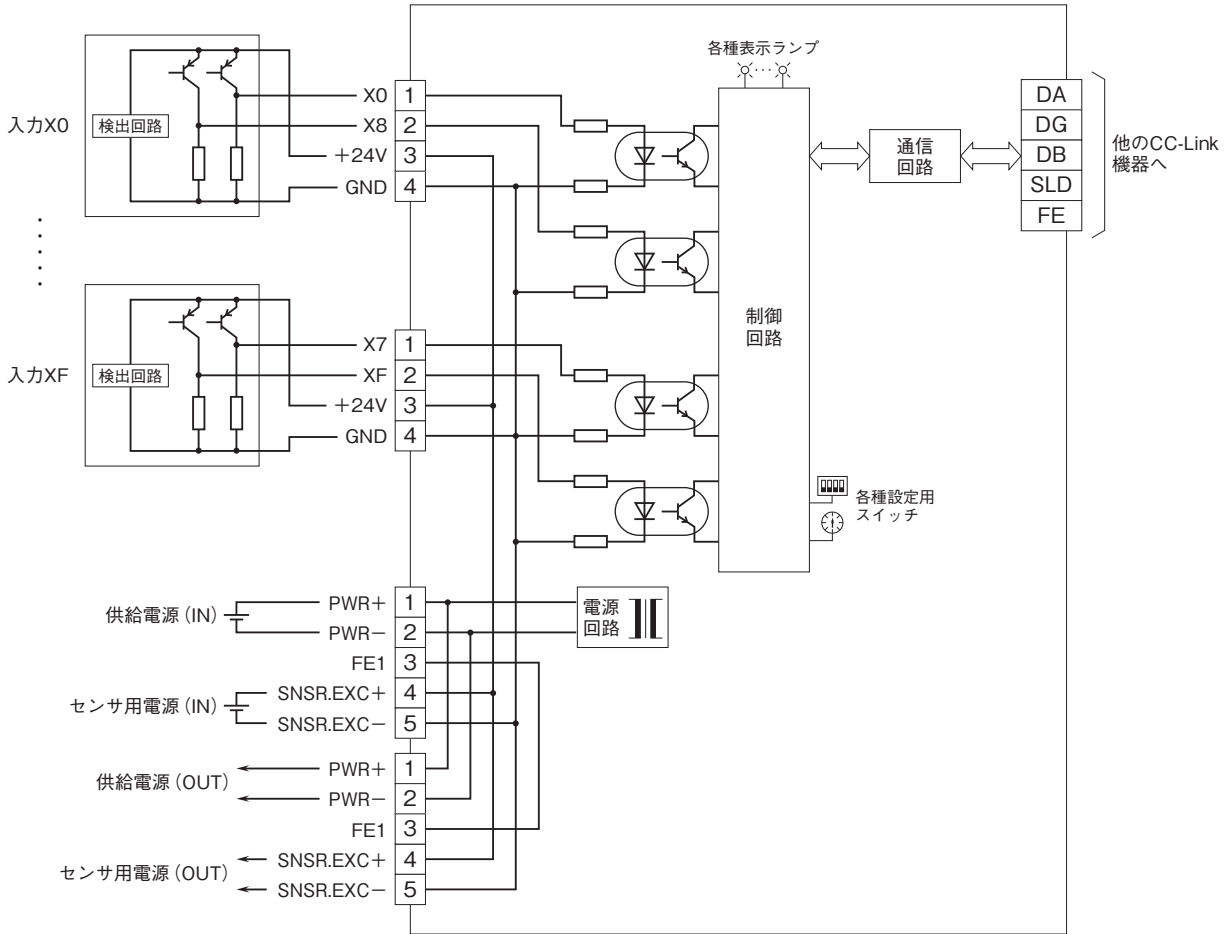 各種表示ランプ
入力X0
検出回路
X0 1
X8 2
+24V 3
GND 4
制御
回路
通信
回路
DA
DG
DB
SLD
FE
他のCC-Link
機器へ
入力XF
検出回路
X7 1
XF 2
+24V 3
GND 4
各種設定用
スイッチ
供給電源（IN）
PWR+ 1
PWR− 2
FE1 3
センサ用電源（IN）
SNSR.EXC+ 4
SNSR.EXC− 5
電源
回路
供給電源（OUT）
PWR+ 1
PWR− 2
FE1 3
センサ用電源（OUT）
SNSR.EXC+ 4
SNSR.EXC− 5